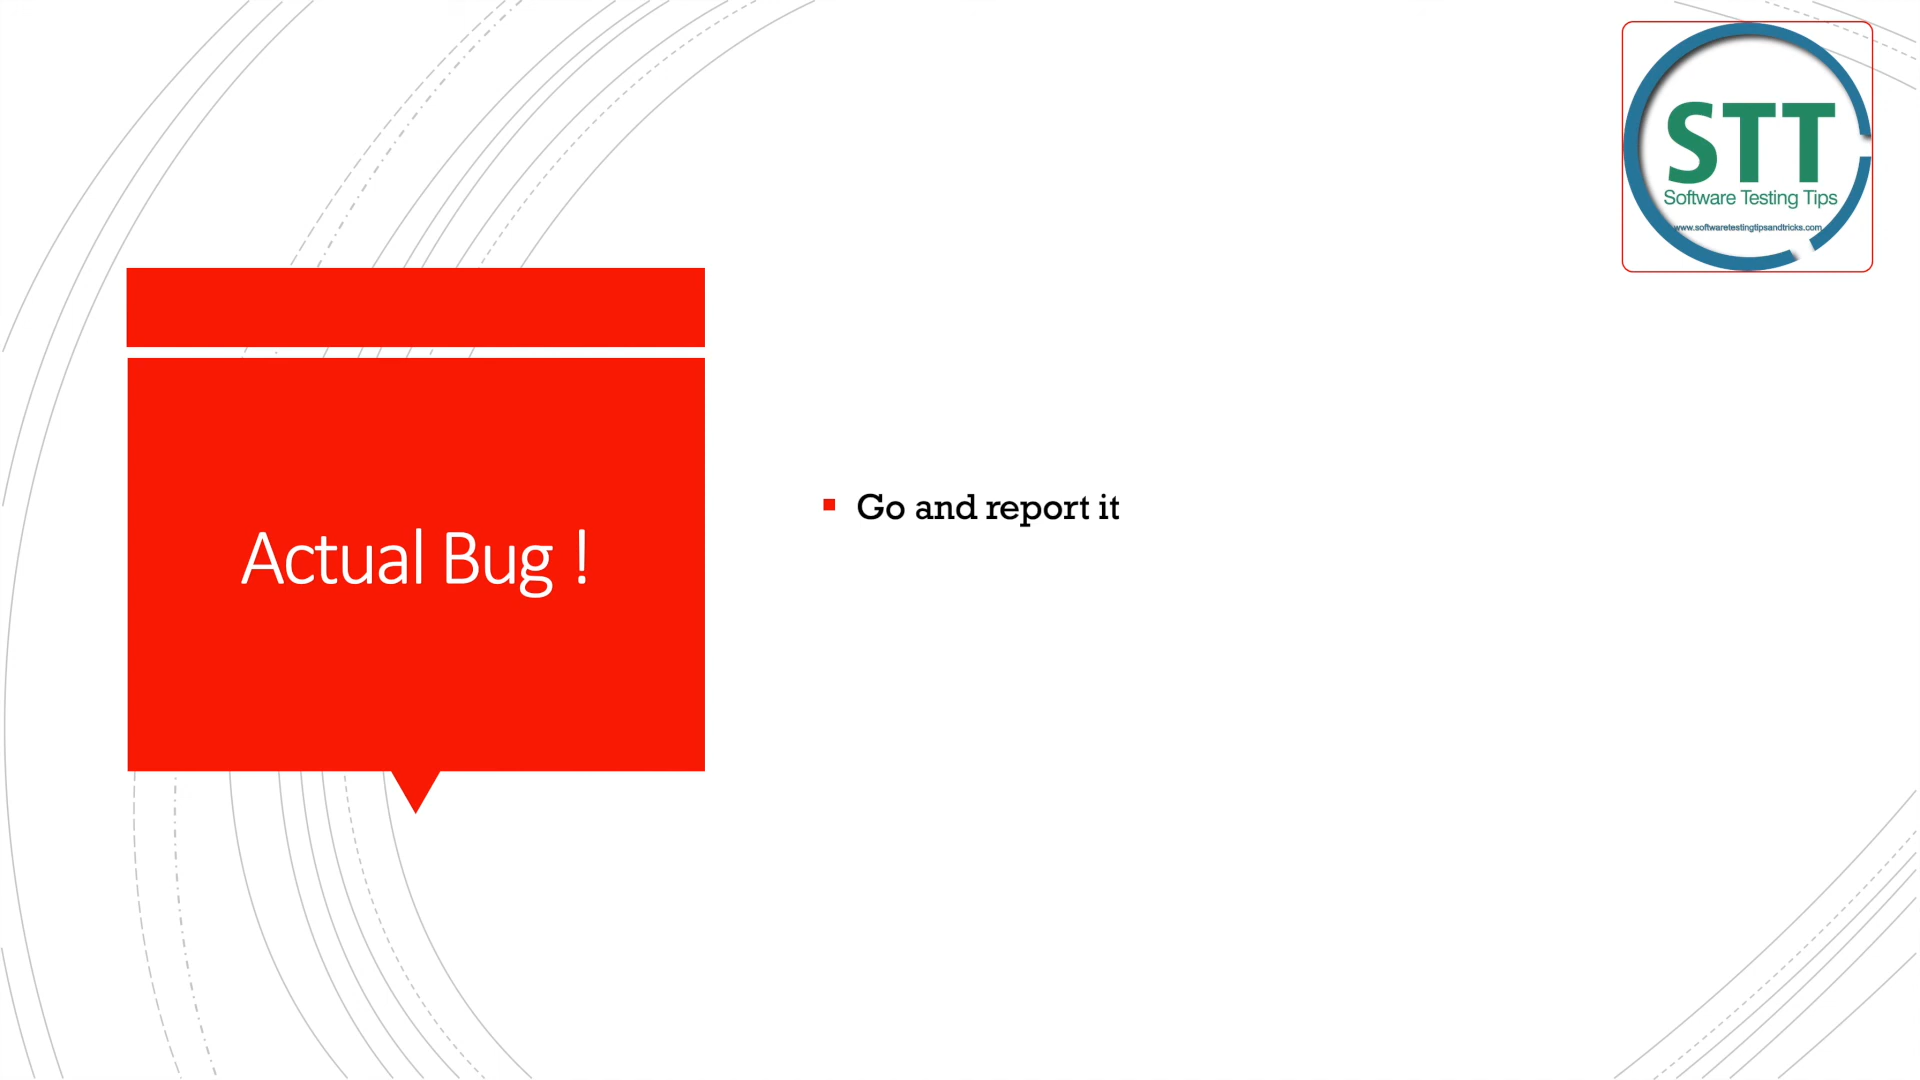 STT
Software Testing Tips
www.softwaretestingtipsandtricks.com
Actual Bug !
Go and report it